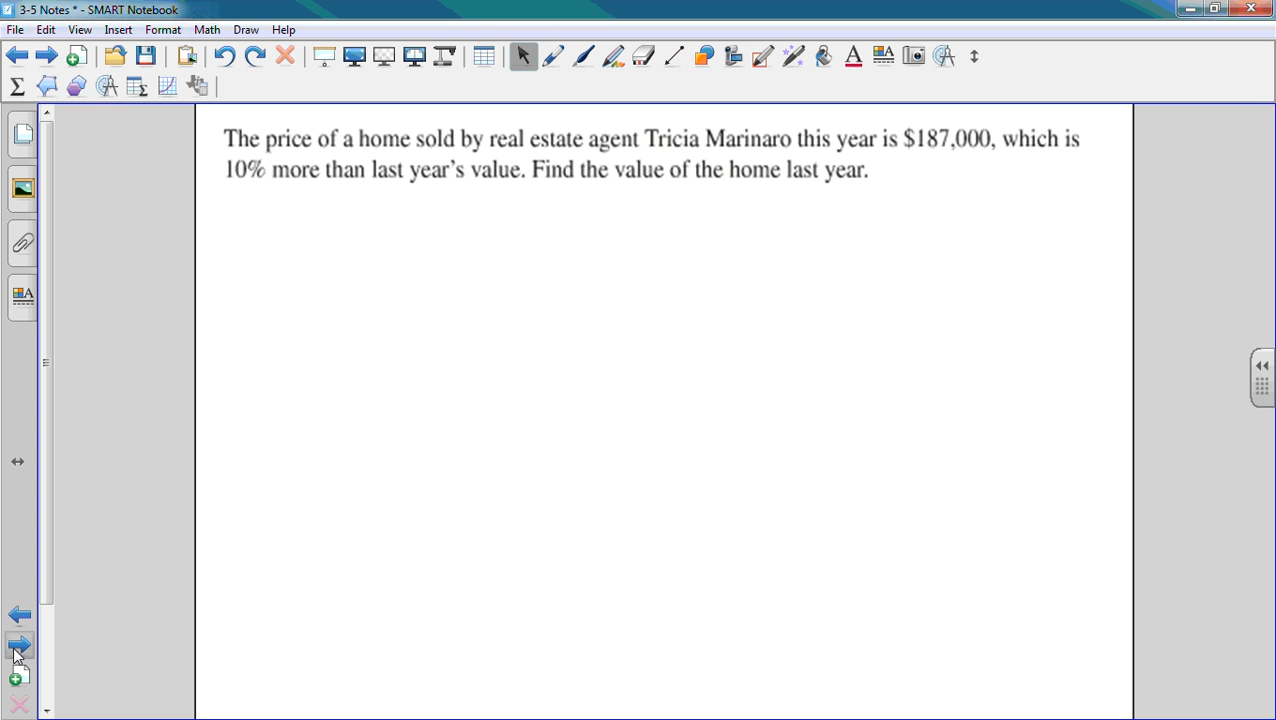 3-5 Notes * - SMART Notebook
File Edit View Insert Format Math Draw Help
The price of a home sold by real estate agent Tricia Marinaro this year is $187,000, which is
10% more than last year's value. Find the value of the home last year.